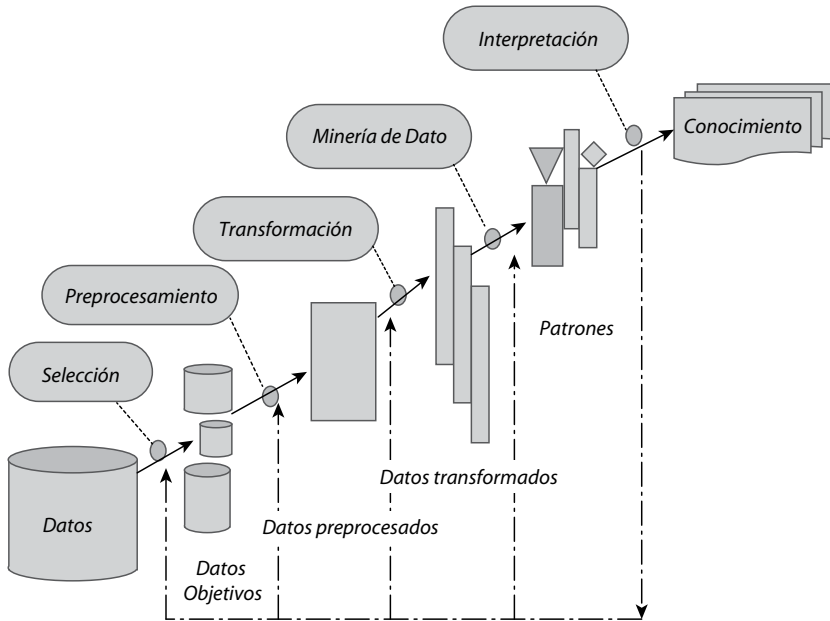 Interpretación
Conocimiento
Minería de Dato
Transformación
Preprocesamiento
Patrones
Selección
Datos transformados
Datos
Datos preprocesados
Datos
Objetivos